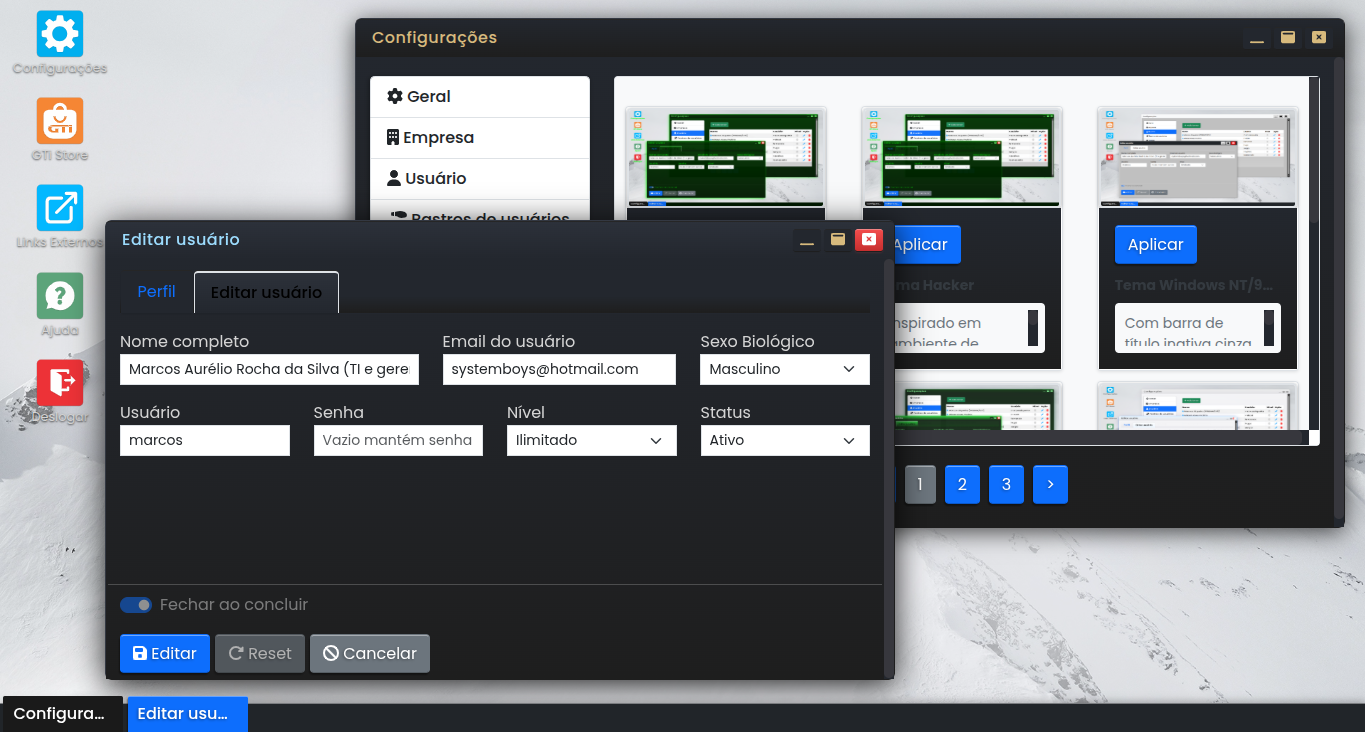 Configurações
GTI
GTI Store
Links Externos
Ajuda
Deslogar
Configurações
Geral
Empresa
Usuário
Rastros de usuários
Aplicar
Aplicar
ma Hacker
Tema Windows NT/9...
nspirado em
ambiente de
Com barra de
título inativa cinza
1
2
3
>
Editar usuário
Perfil
Editar usuário
Nome completo
Email do usuário
Sexo Biológico
Marcos Aurélio Rocha da Silva (TI e gere
systemboys@hotmail.com
Masculino
Usuário
Senha
Nível
Status
marcos
Vazio mantém senha
Ilimitado
Ativo
Fechar ao concluir
Editar
Reset
Cancelar
Configura...
Editar usu...